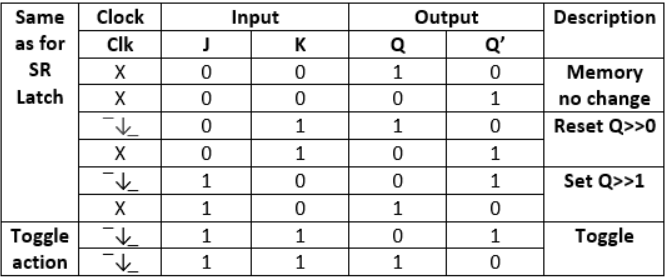 Same as for SR Latch Clock Input Output Description
Clk J K Q Q’
X 0 0 1 0 Memory
X 0 0 0 1 no change
¯↓_ 0 1 1 0 Reset Q>>0
X 0 1 0 1
¯↓_ 1 0 0 1 Set Q>>1
X 1 0 1 0
Toggle ¯↓_ 1 1 0 1 Toggle
action ¯↓_ 1 1 1 0